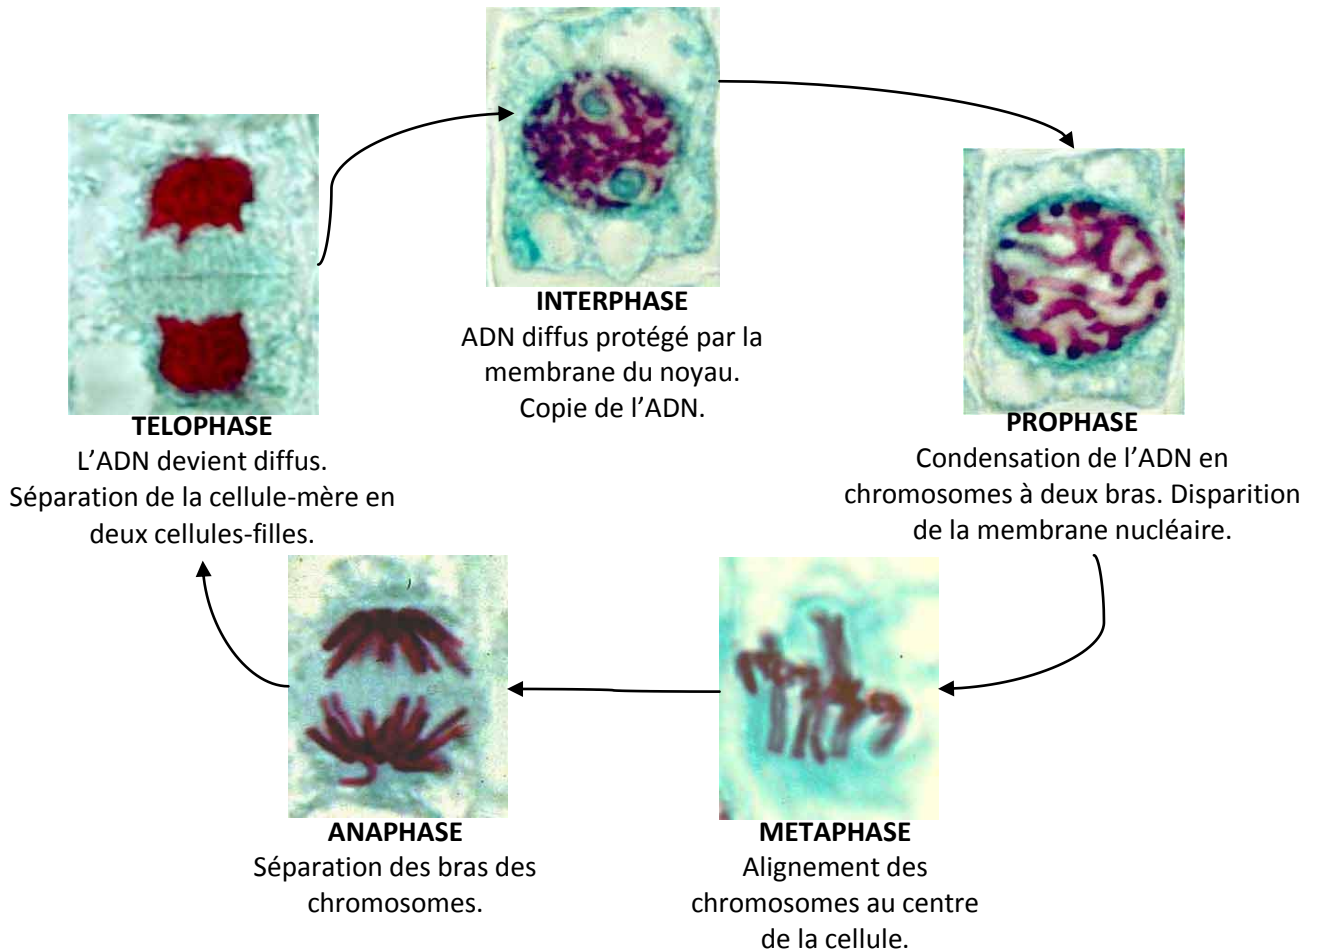 INTERPHASE
ADN diffus protégé par la
membrane du noyau.
Copie de l’ADN.
PROPHASE
Condensation de l’ADN en
chromosomes à deux bras. Disparition
de la membrane nucléaire.
METAPHASE
Alignement des
chromosomes au centre
de la cellule.
ANAPHASE
Séparation des bras des
chromosomes.
TELOPHASE
L’ADN devient diffus.
Séparation de la cellule-mère en
deux cellules-filles.